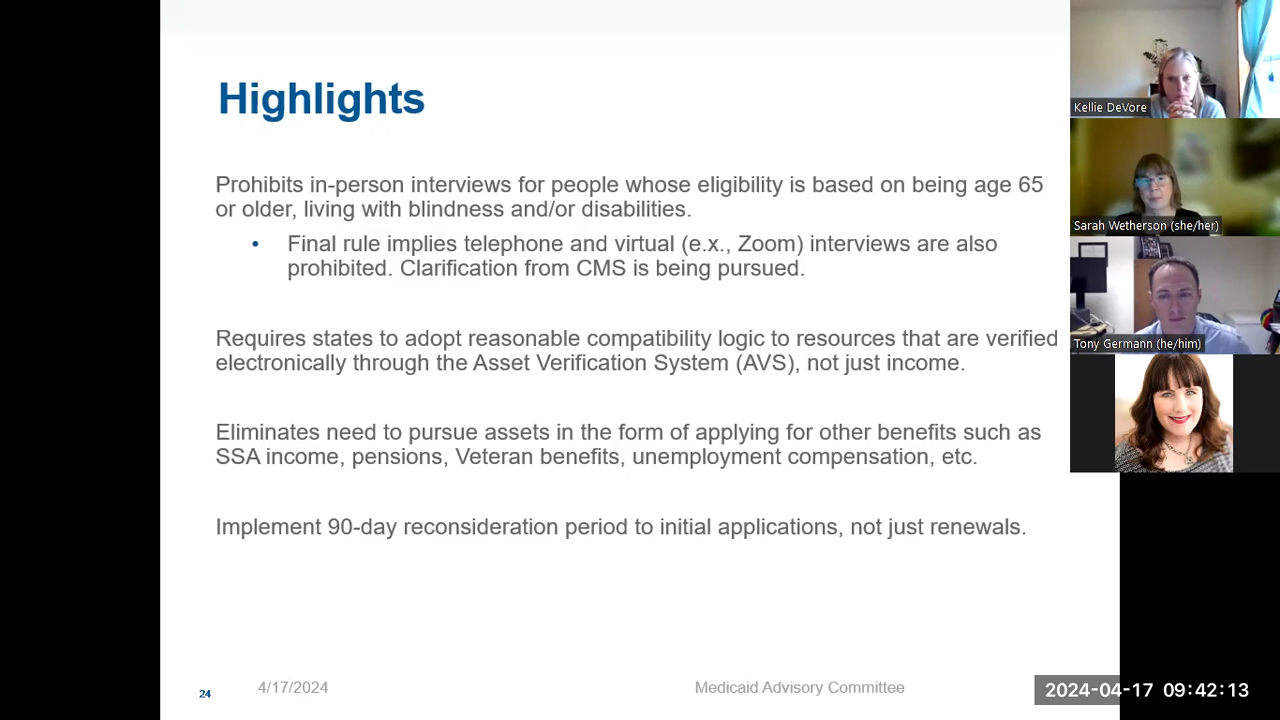 Highlights
Prohibits in-person interviews for people whose eligibility is based on being age 65
or older, living with blindness and/or disabilities.
• Final rule implies telephone and virtual (e.x., Zoom) interviews are also
prohibited. Clarification from CMS is being pursued.
Requires states to adopt reasonable compatibility logic to resources that are verified
electronically through the Asset Verification System (AVS), not just income.
Eliminates need to pursue assets in the form of applying for other benefits such as
SSA income, pensions, Veteran benefits, unemployment compensation, etc.
Implement 90-day reconsideration period to initial applications, not just renewals.
24
4/17/2024
Medicaid Advisory Committee
Kellie DeVore
Sarah Wetherson (she/her)
Tony Germann (he/him)
2024-04-17 09:42:13